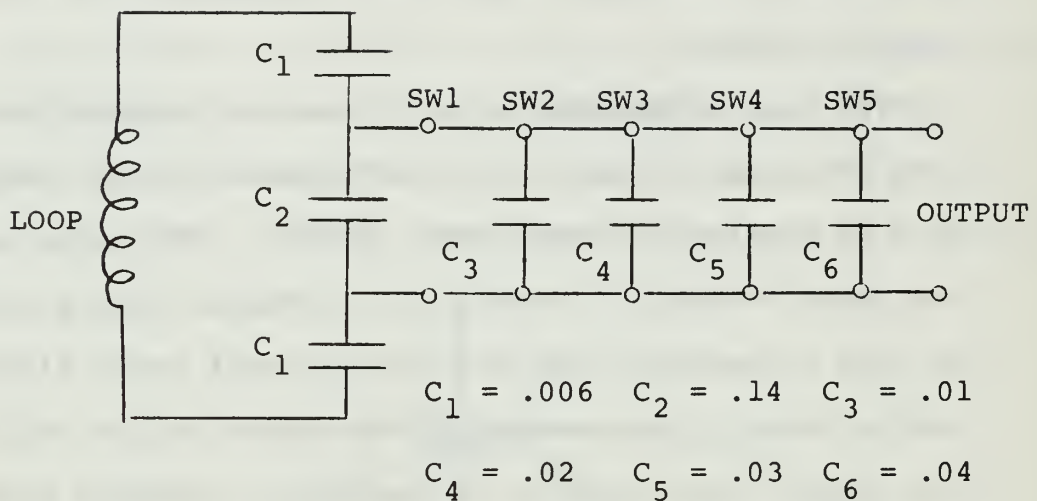 C₁
SW1 SW2 SW3 SW4 SW5
LOOP
C₂
OUTPUT
C₃ C₄ C₅ C₆
C₁
C₁ = .006 C₂ = .14 C₃ = .01
C₄ = .02 C₅ = .03 C₆ = .04